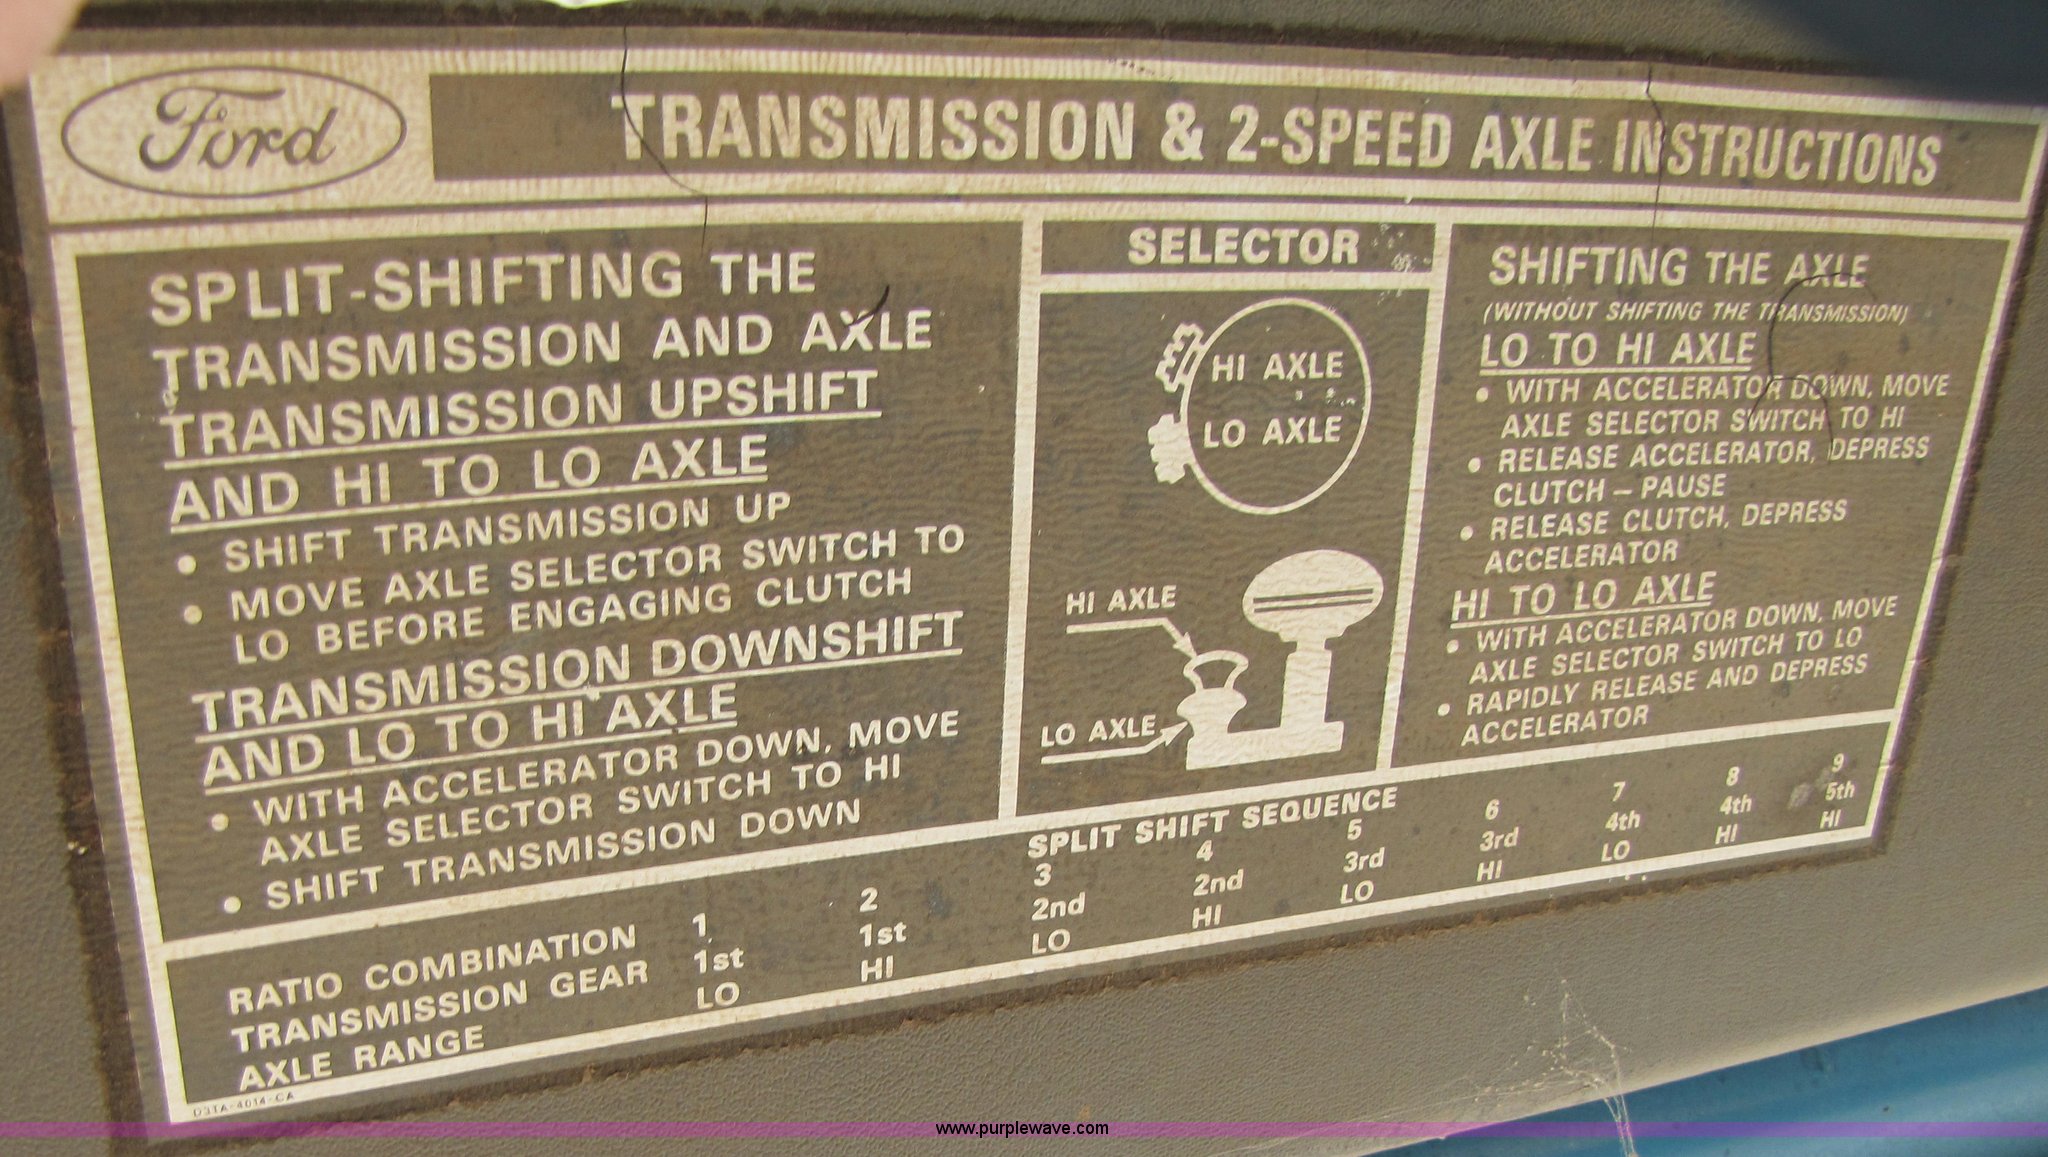 Ford
TRANSMISSION & 2-SPEED AXLE INSTRUCTIONS
SPLIT-SHIFTING THE
TRANSMISSION AND AXLE
TRANSMISSION UPSHIFT
AND HI TO LO AXLE
• SHIFT TRANSMISSION UP
• MOVE AXLE SELECTOR SWITCH TO
LO BEFORE ENGAGING CLUTCH
TRANSMISSION DOWNSHIFT
AND LO TO HI AXLE
• WITH ACCELERATOR DOWN, MOVE
AXLE SELECTOR SWITCH TO HI
• SHIFT TRANSMISSION DOWN
SELECTOR
HI AXLE
LO AXLE
HI AXLE
LO AXLE
SHIFTING THE AXLE
(WITHOUT SHIFTING THE TRANSMISSION)
LO TO HI AXLE
• WITH ACCELERATOR DOWN, MOVE
AXLE SELECTOR SWITCH TO HI
• RELEASE ACCELERATOR, DEPRESS
CLUTCH – PAUSE
• RELEASE CLUTCH, DEPRESS
ACCELERATOR
HI TO LO AXLE
• WITH ACCELERATOR DOWN, MOVE
AXLE SELECTOR SWITCH TO LO
• RAPIDLY RELEASE AND DEPRESS
ACCELERATOR
SPLIT SHIFT SEQUENCE
RATIO COMBINATION 1 2 3 4 5 6 7 8 9
TRANSMISSION GEAR 1st 1st 2nd 2nd 3rd 3rd 4th 4th 5th
AXLE RANGE LO HI LO HI LO HI LO HI HI
D3TA-4014-CA
www.purplewave.com